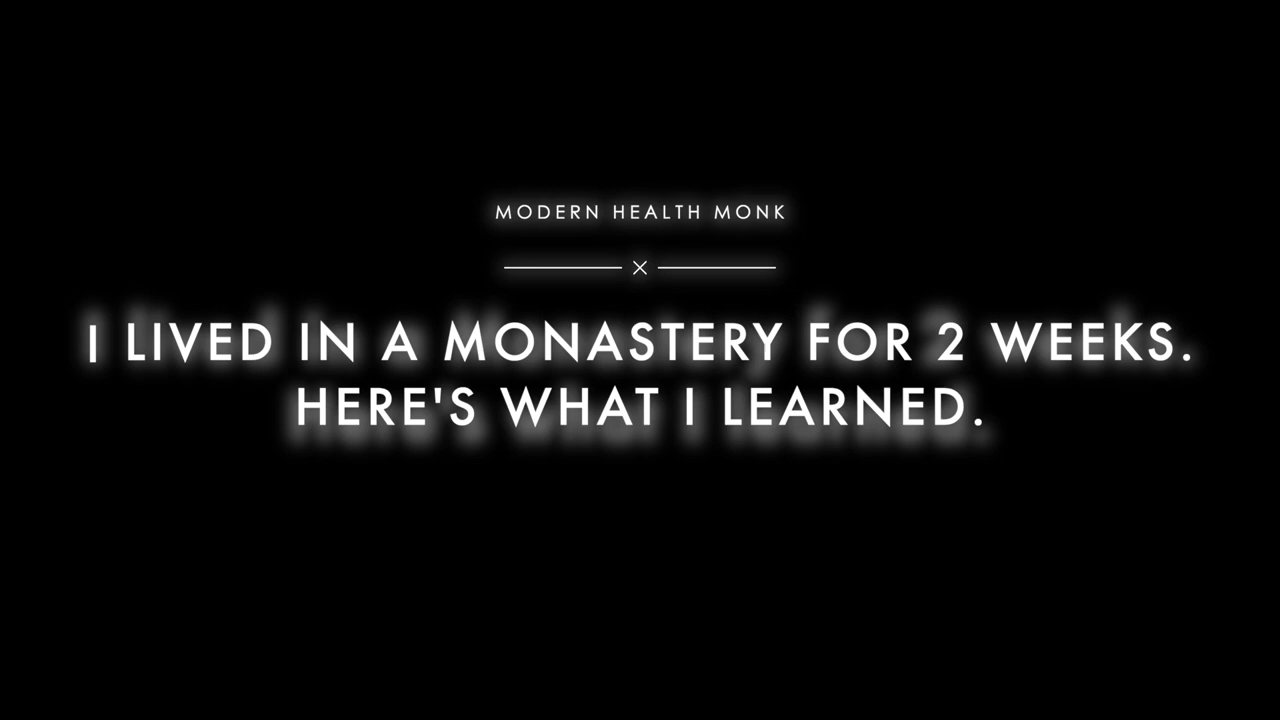 MODERN HEALTH MONK
I LIVED IN A MONASTERY FOR 2 WEEKS.
HERE'S WHAT I LEARNED.